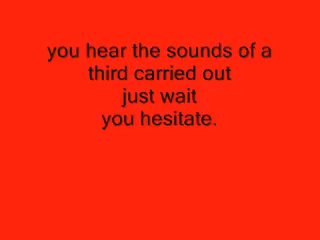 you hear the sounds of a
third carried out
just wait
you hesitate.